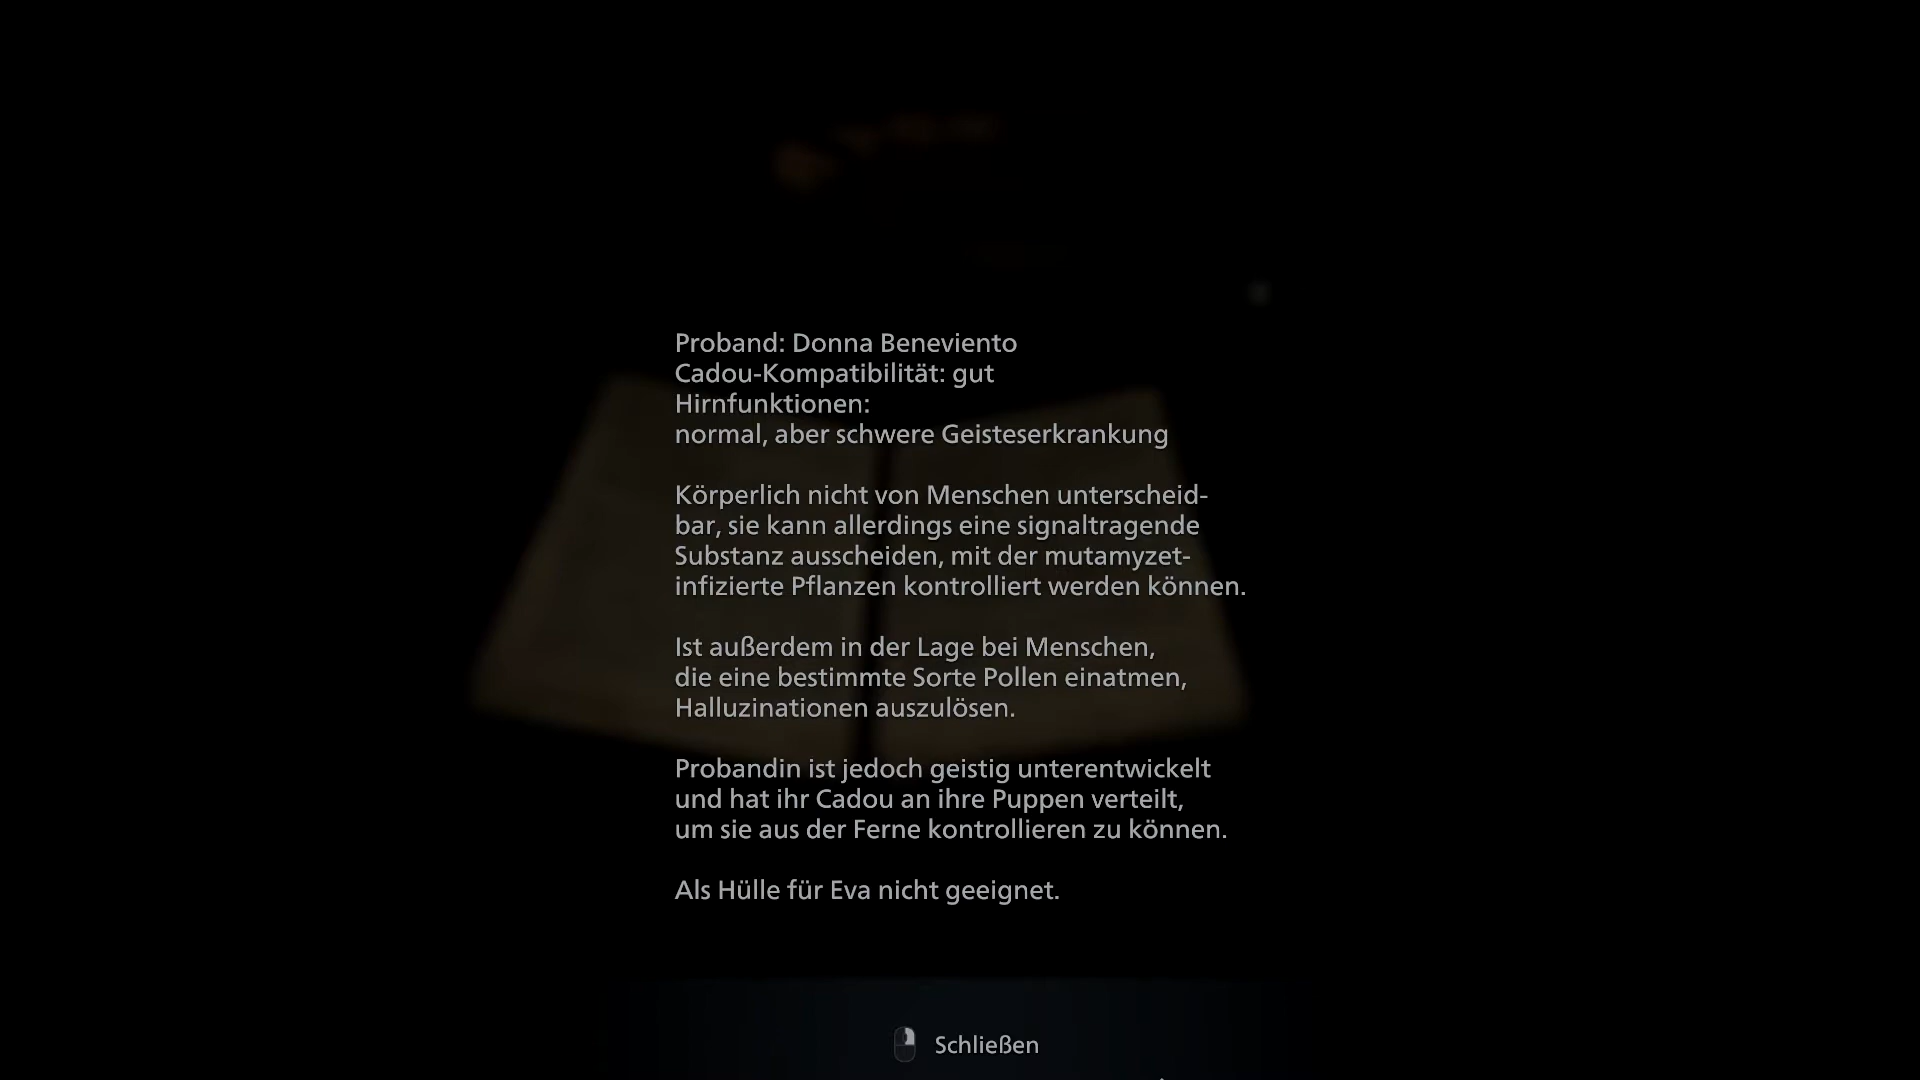 Proband: Donna Beneviento
Cadou-Kompatibilität: gut
Hirnfunktionen:
normal, aber schwere Geisteserkrankung
Körperlich nicht von Menschen unterscheid-
bar, sie kann allerdings eine signaltragende
Substanz ausscheiden, mit der mutamyzet-
infizierte Pflanzen kontrolliert werden können.
Ist außerdem in der Lage bei Menschen,
die eine bestimmte Sorte Pollen einatmen,
Halluzinationen auszulösen.
Probandin ist jedoch geistig unterentwickelt
und hat ihr Cadou an ihre Puppen verteilt,
um sie aus der Ferne kontrollieren zu können.
Als Hülle für Eva nicht geeignet.
Schließen